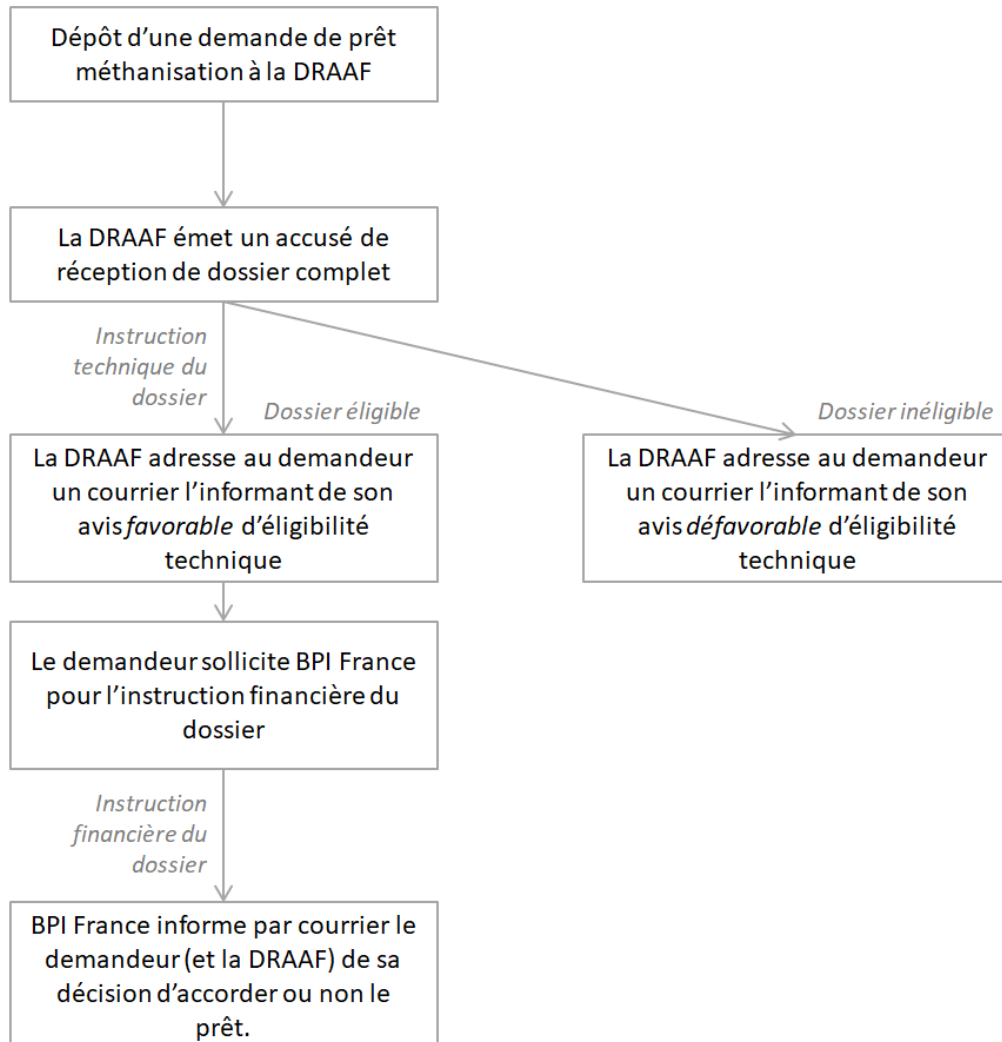 Dépôt d’une demande de prêt
méthanisation à la DRAAF
La DRAAF émet un accusé de
réception de dossier complet
Instruction
technique du
dossier
Dossier éligible
Dossier inéligible
La DRAAF adresse au demandeur
un courrier l’informant de son
avis favorable d’éligibilité
technique
La DRAAF adresse au demandeur
un courrier l’informant de son
avis défavorable d’éligibilité
technique
Le demandeur sollicite BPI France
pour l’instruction financière du
dossier
Instruction
financière du
dossier
BPI France informe par courrier le
demandeur (et la DRAAF) de sa
décision d’accorder ou non le
prêt.